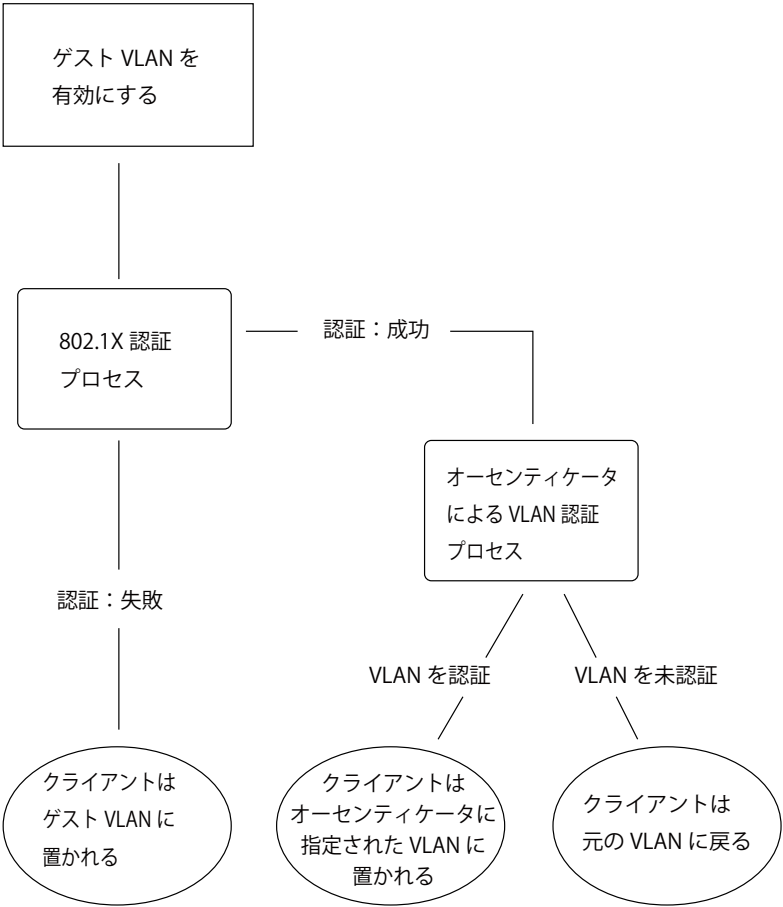 ゲスト VLAN を
有効にする
802.1X 認証
プロセス
認証：成功
オーセンティケータ
による VLAN 認証
プロセス
認証：失敗
VLAN を認証
VLAN を未認証
クライアントは
ゲスト VLAN に
置かれる
クライアントは
オーセンティケータに
指定された VLAN に
置かれる
クライアントは
元の VLAN に戻る